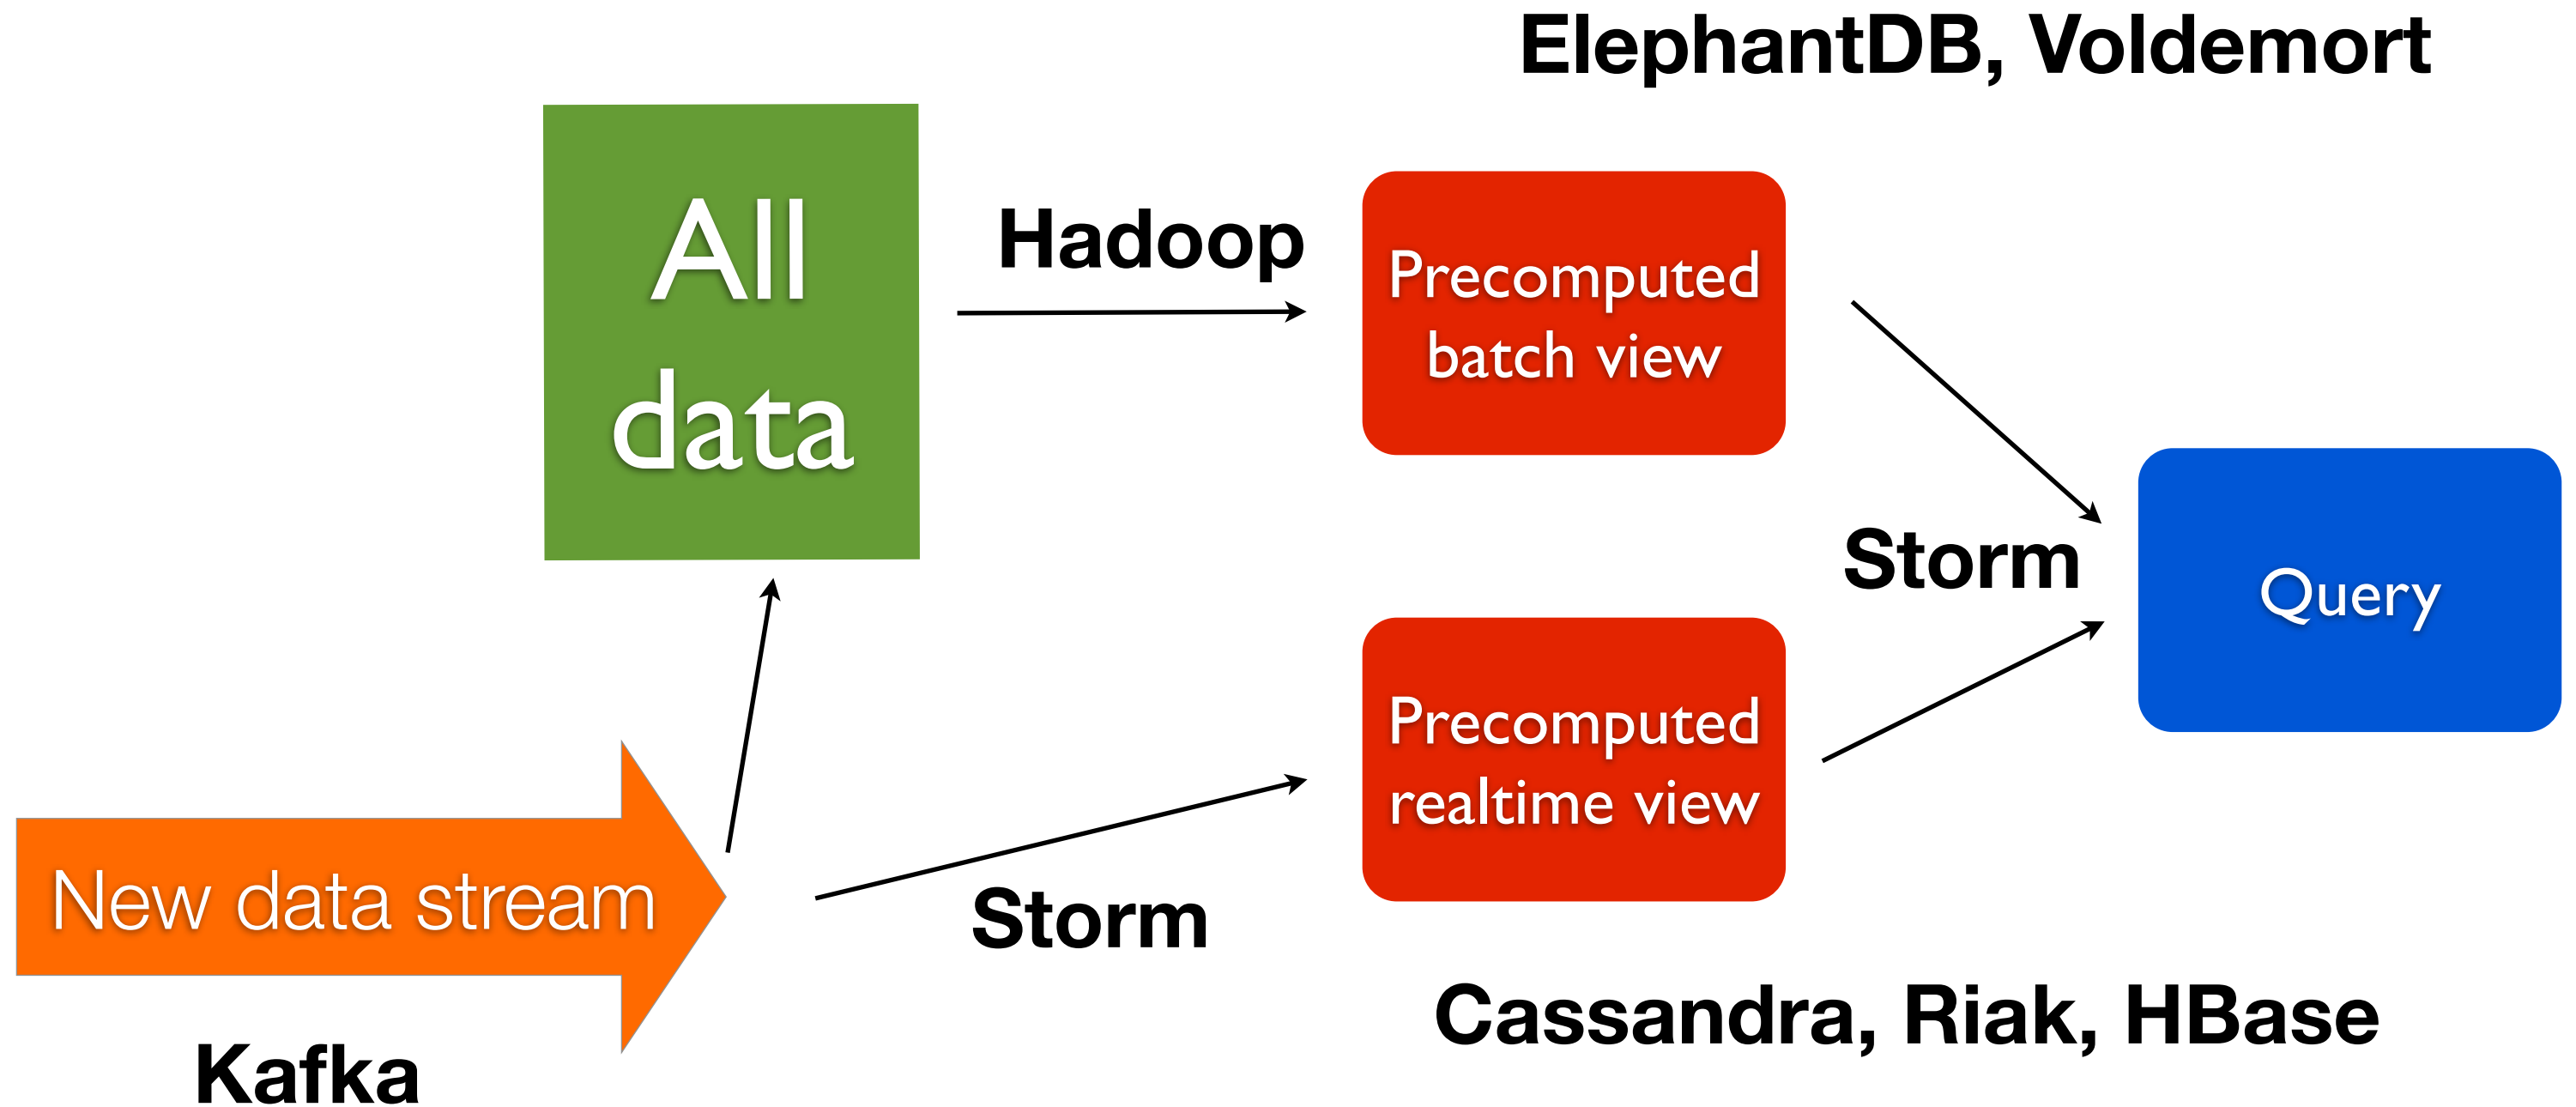 ElephantDB, Voldemort
All
data
Hadoop
Precomputed
batch view
Storm
Query
Precomputed
realtime view
New data stream
Storm
Cassandra, Riak, HBase
Kafka